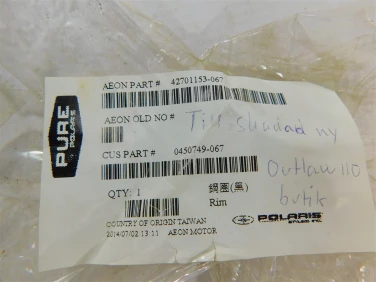 AEON PART# 42701153-067
AEON OLD NO #
Till skadad ny
PURE
POLARIS
CUS PART # 0450749-067
Outlaw 110
butik
QTY: 1
鋼圈(黑)
Rim
POLARIS
COUNTRY OF ORIGIN TAIWAN
2014/07/02 13:11 AEON MOTOR